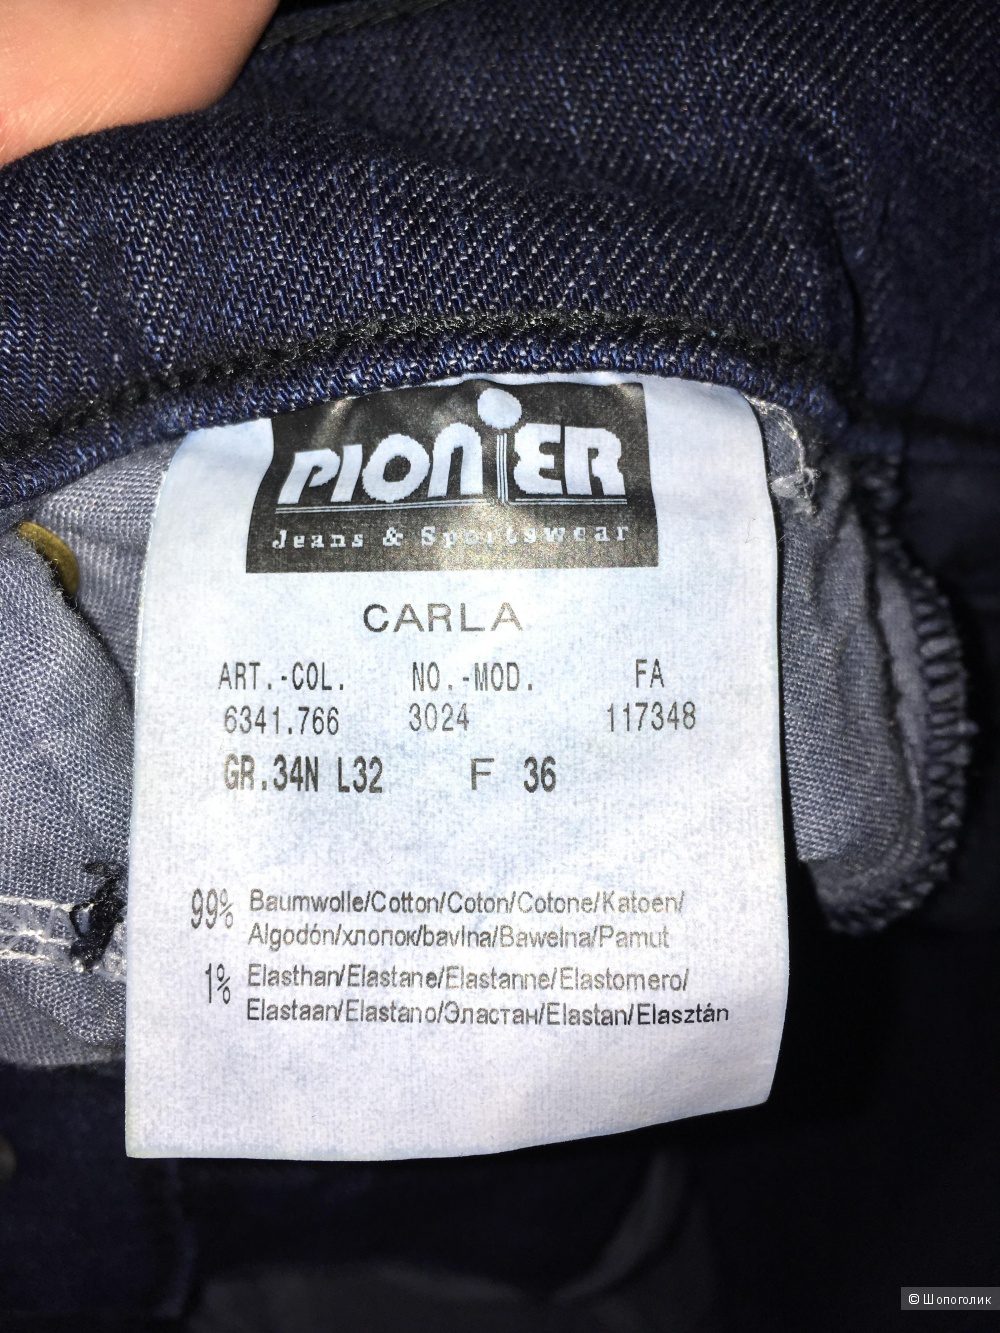 PIONIER
Jeans & Sportswear
CARLA
ART.-COL. NO.-MOD. FA
6341.766 3024 117348
GR.34N L32 F 36
99% Baumwolle/Cotton/Coton/Cotone/Katoen/
Algodón/хлопок/bavlna/Bawelna/Pamut
1% Elasthan/Elastane/Elastanne/Elastomero/
Elastaan/Elastano/Эластан/Elastan/Elasztán
© Шопоголик